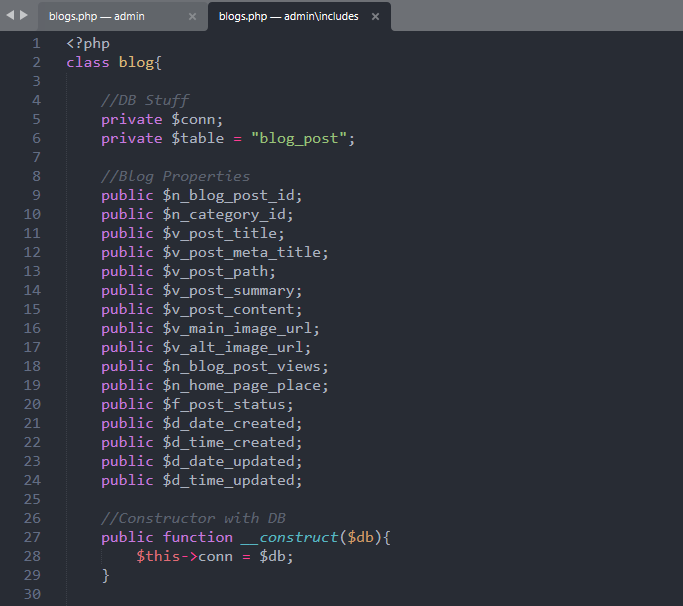 blogs.php — admin × blogs.php — admin\includes ×
1 <?php
2 class blog{
3
4 //DB Stuff
5 private $conn;
6 private $table = "blog_post";
7
8 //Blog Properties
9 public $n_blog_post_id;
10 public $n_category_id;
11 public $v_post_title;
12 public $v_post_meta_title;
13 public $v_post_path;
14 public $v_post_summary;
15 public $v_post_content;
16 public $v_main_image_url;
17 public $v_alt_image_url;
18 public $n_blog_post_views;
19 public $n_home_page_place;
20 public $f_post_status;
21 public $d_date_created;
22 public $d_time_created;
23 public $d_date_updated;
24 public $d_time_updated;
25
26 //Constructor with DB
27 public function __construct($db){
28 $this->conn = $db;
29 }
30